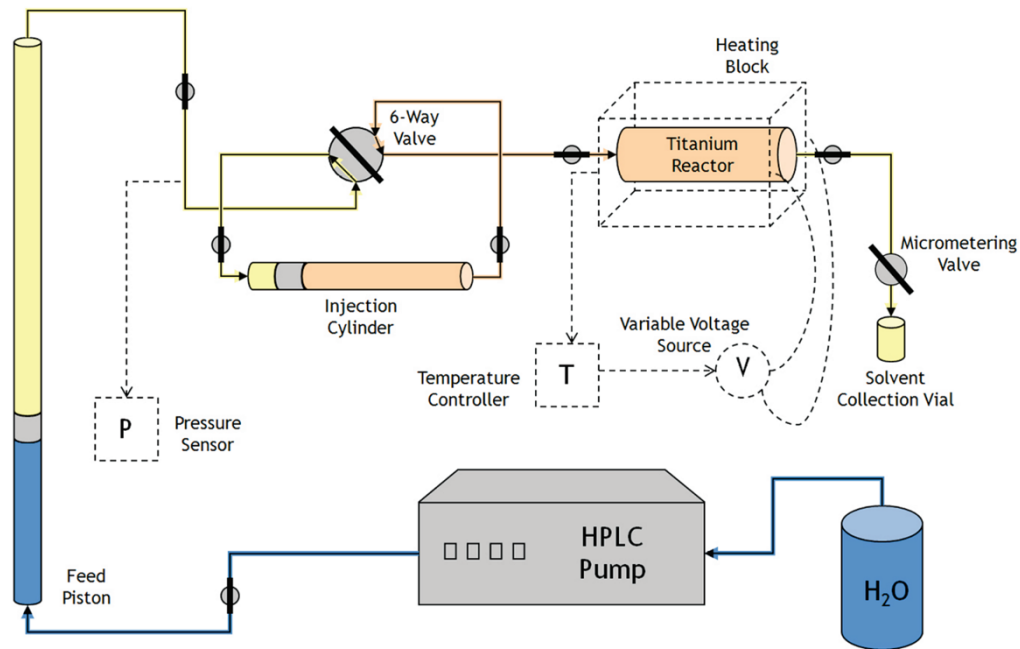 Heating
Block
6-Way
Valve
Titanium
Reactor
Micrometering
Valve
Injection
Cylinder
Variable Voltage
Source
Temperature
Controller
T
V
Solvent
Collection Vial
P
Pressure
Sensor
HPLC
Pump
Feed
Piston
H₂O